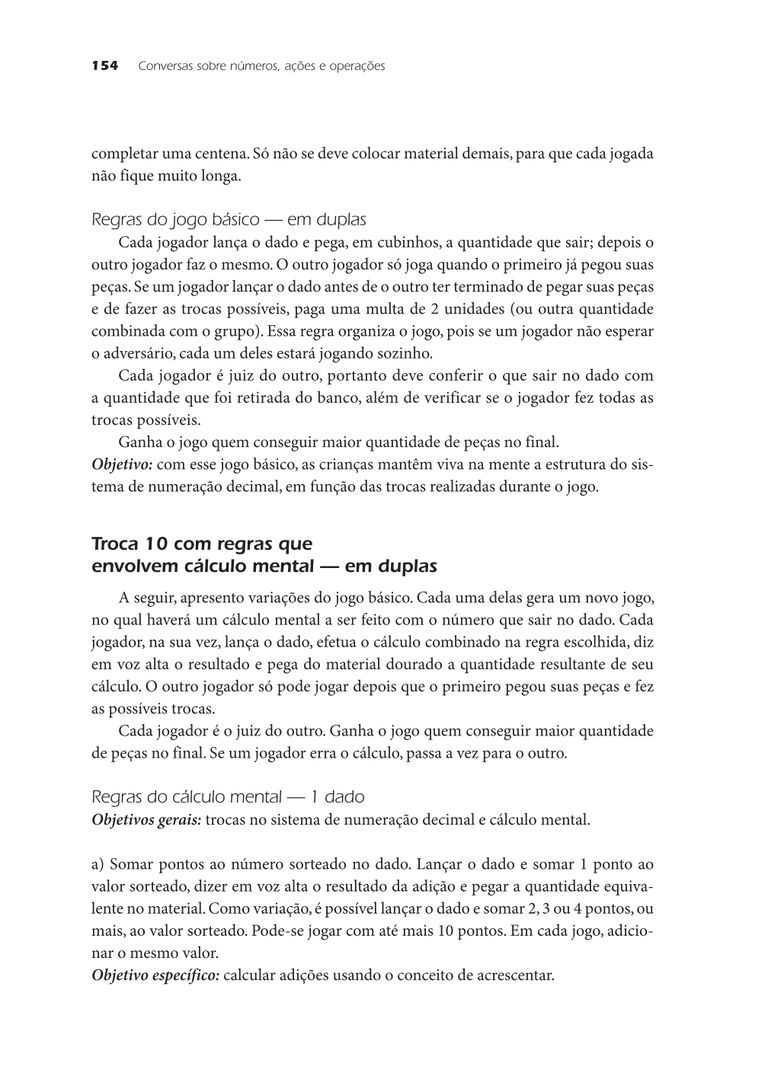 154 Conversas sobre números, ações e operações
completar uma centena. Só não se deve colocar material demais, para que cada jogada
não fique muito longa.
Regras do jogo básico — em duplas
Cada jogador lança o dado e pega, em cubinhos, a quantidade que sair; depois o
outro jogador faz o mesmo. O outro jogador só joga quando o primeiro já pegou suas
peças. Se um jogador lançar o dado antes de o outro ter terminado de pegar suas peças
e de fazer as trocas possíveis, paga uma multa de 2 unidades (ou outra quantidade
combinada com o grupo). Essa regra organiza o jogo, pois se um jogador não esperar
o adversário, cada um deles estará jogando sozinho.
Cada jogador é juiz do outro, portanto deve conferir o que sair no dado com
a quantidade que foi retirada do banco, além de verificar se o jogador fez todas as
trocas possíveis.
Ganha o jogo quem conseguir maior quantidade de peças no final.
Objetivo: com esse jogo básico, as crianças mantêm viva na mente a estrutura do sis-
tema de numeração decimal, em função das trocas realizadas durante o jogo.
Troca 10 com regras que
envolvem cálculo mental — em duplas
A seguir, apresento variações do jogo básico. Cada uma delas gera um novo jogo,
no qual haverá um cálculo mental a ser feito com o número que sair no dado. Cada
jogador, na sua vez, lança o dado, efetua o cálculo combinado na regra escolhida, diz
em voz alta o resultado e pega do material dourado a quantidade resultante de seu
cálculo. O outro jogador só pode jogar depois que o primeiro pegou suas peças e fez
as possíveis trocas.
Cada jogador é o juiz do outro. Ganha o jogo quem conseguir maior quantidade
de peças no final. Se um jogador erra o cálculo, passa a vez para o outro.
Regras do cálculo mental — 1 dado
Objetivos gerais: trocas no sistema de numeração decimal e cálculo mental.
a) Somar pontos ao número sorteado no dado. Lançar o dado e somar 1 ponto ao
valor sorteado, dizer em voz alta o resultado da adição e pegar a quantidade equiva-
lente no material. Como variação, é possível lançar o dado e somar 2, 3 ou 4 pontos, ou
mais, ao valor sorteado. Pode-se jogar com até mais 10 pontos. Em cada jogo, adicio-
nar o mesmo valor.
Objetivo específico: calcular adições usando o conceito de acrescentar.